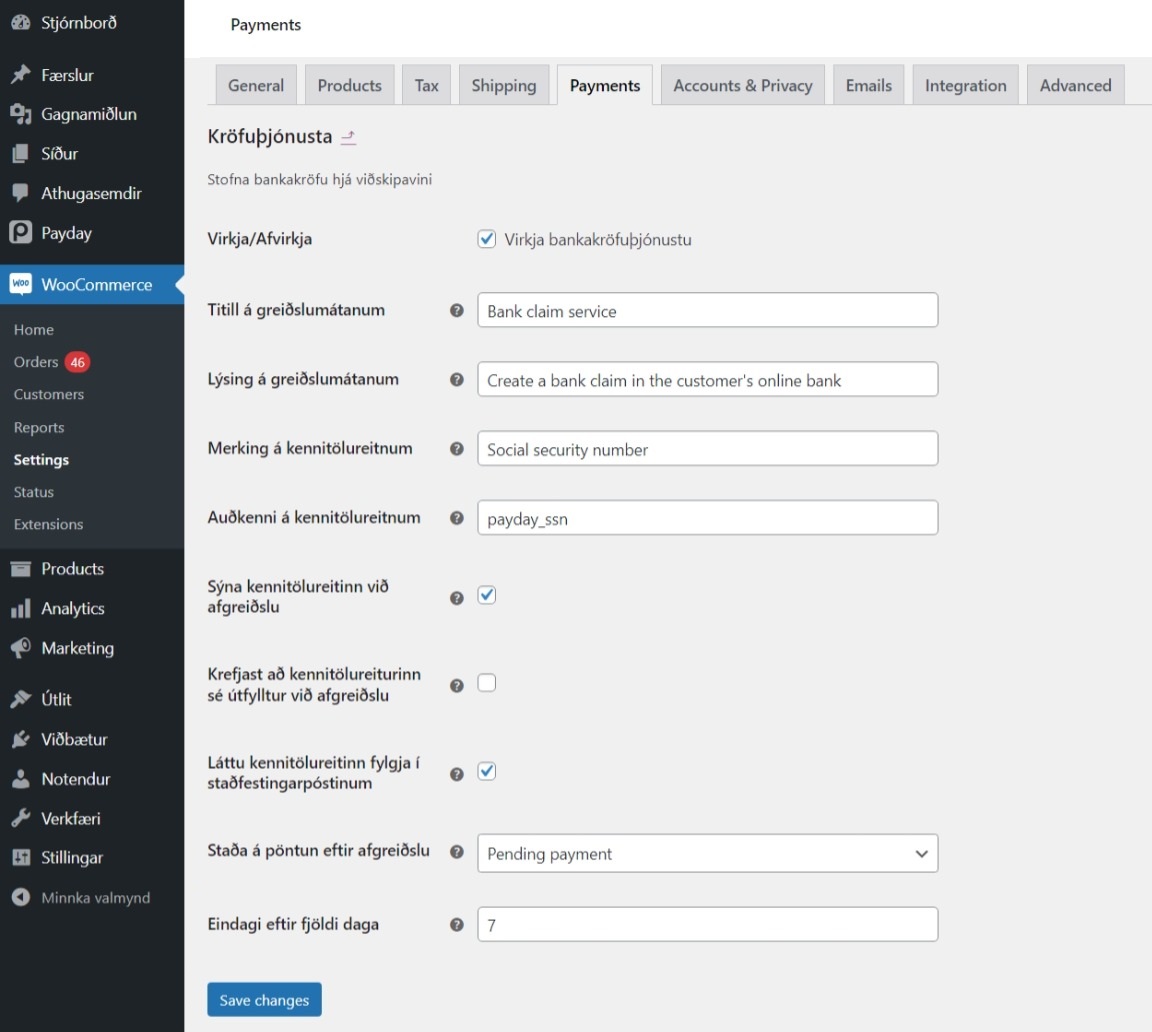 Stjórnborð
Færslur
Gagnamiðlun
Síður
Athugasemdir
Payday
WooCommerce
Home
Orders 46
Customers
Reports
Settings
Status
Extensions
Products
Analytics
Marketing
Útlit
Viðbætur
Notendur
Verkfæri
Stillingar
Minnka valmynd
Payments
General Products Tax Shipping Payments Accounts & Privacy Emails Integration Advanced
Kröfuþjónusta
Stofna bankakröfu hjá viðskipavini
Virkja/Afvirkja Virkja bankakröfuþjónustu
Titill á greiðslumátanum Bank claim service
Lýsing á greiðslumátanum Create a bank claim in the customer's online bank
Merking á kennitölureitnum Social security number
Auðkenni á kennitölureitnum payday_ssn
Sýna kennitölureitinn við
afgreiðslu
Krefjast að kennitölureiturinn
sé útfylltur við afgreiðslu
Láttu kennitölureitinn fylgja í
staðfestingarpóstinum
Staða á pöntun eftir afgreiðslu Pending payment
Eindagi eftir fjöldi daga 7
Save changes